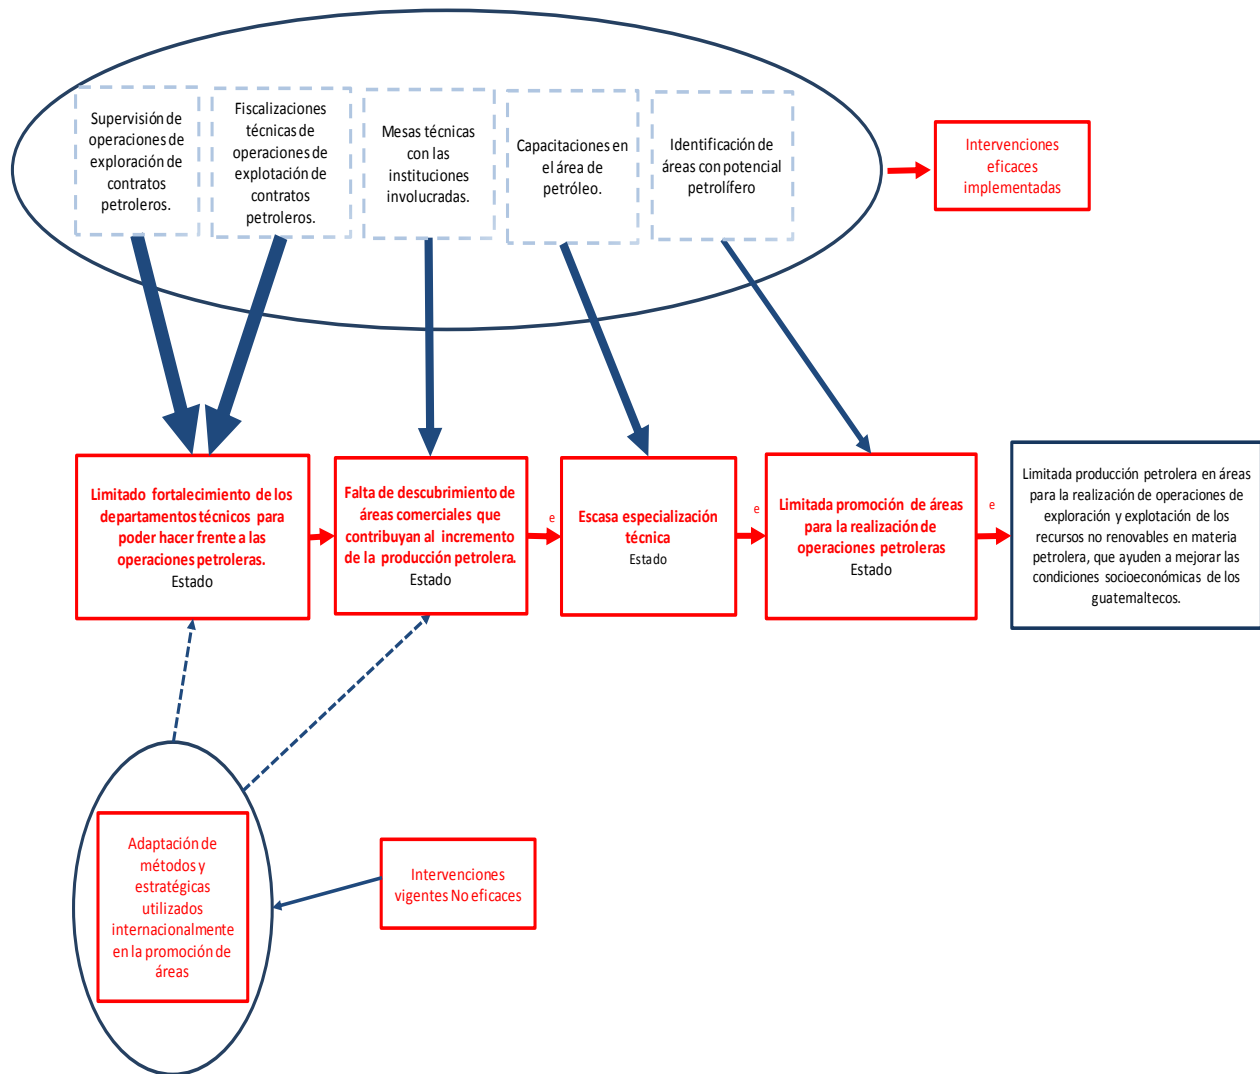 Supervisión de
operaciones de
exploración de
contratos
petroleros.
Fiscalizaciones
técnicas de
operaciones de
explotación de
contratos
petroleros.
Mesas técnicas
con las
instituciones
involucradas.
Capacitaciones en
el área de
petróleo.
Identificación de
áreas con potencial
petrolífero
Intervenciones
eficaces
implementadas
Limitado fortalecimiento de los
departamentos técnicos para
poder hacer frente a las
operaciones petroleras.
Estado
Falta de descubrimiento de
áreas comerciales que
contribuyan al incremento
de la producción petrolera.
Estado
e
Escasa especialización
técnica
Estado
e
Limitada promoción de áreas
para la realización de
operaciones petroleras
Estado
e
Limitada producción petrolera en áreas
para la realización de operaciones de
exploración y explotación de los
recursos no renovables en materia
petrolera, que ayuden a mejorar las
condiciones socioeconómicas de los
guatemaltecos.
Adaptación de
métodos y
estratégicas
utilizados
internacionalmente
en la promoción de
áreas
Intervenciones
vigentes No eficaces